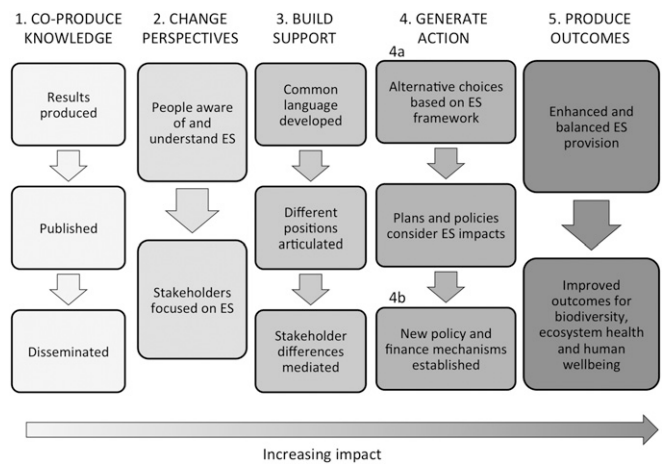 1. CO-PRODUCE
KNOWLEDGE
Results
produced
Published
Disseminated
2. CHANGE
PERSPECTIVES
People aware
of and
understand ES
Stakeholders
focused on ES
3. BUILD
SUPPORT
Common
language
developed
Different
positions
articulated
Stakeholder
differences
mediated
4. GENERATE
ACTION
4a
Alternative choices
based on ES
framework
Plans and policies
consider ES impacts
4b
New policy and
finance mechanisms
established
5. PRODUCE
OUTCOMES
Enhanced and
balanced ES
provision
Improved
outcomes for
biodiversity,
ecosystem health
and human
wellbeing
Increasing impact